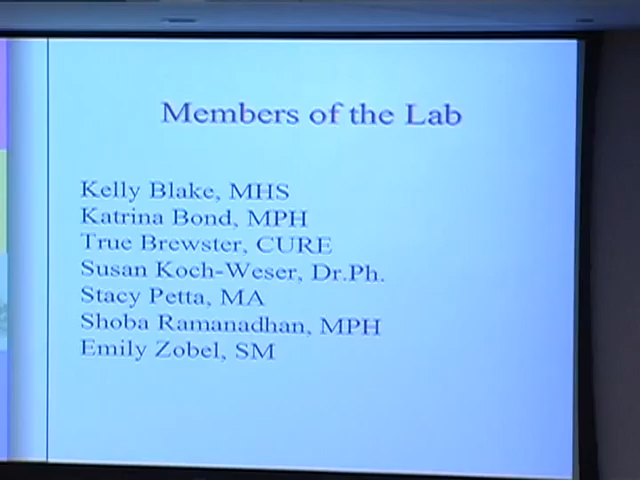 Members of the Lab
Kelly Blake, MHS
Katrina Bond, MPH
True Brewster, CURE
Susan Koch-Weser, Dr.Ph.
Stacy Petta, MA
Shoba Ramanadhan, MPH
Emily Zobel, SM